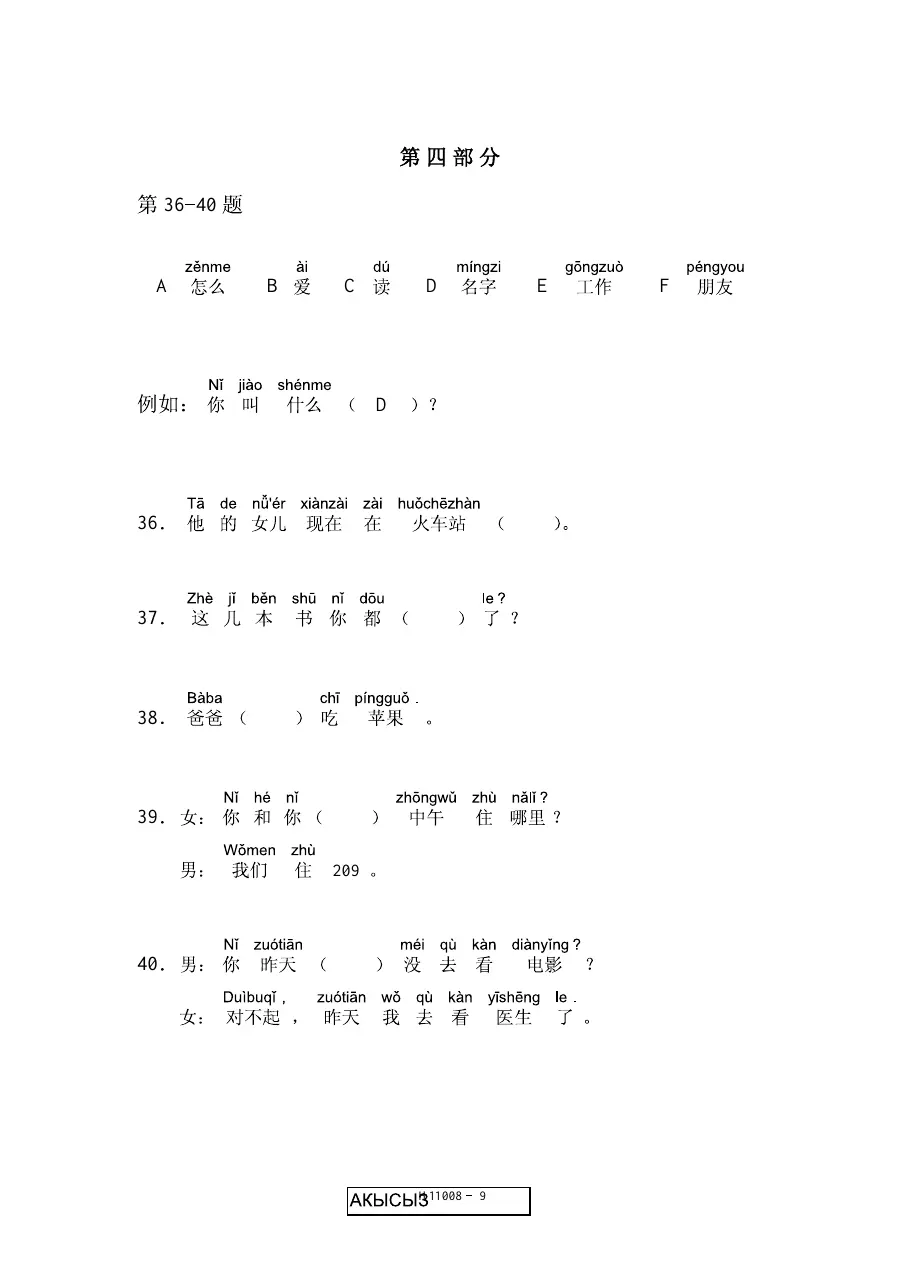 第四部分
第 36-40 题
zěnme ài dú míngzi gōngzuò péngyou
A 怎么 B 爱 C 读 D 名字 E 工作 F 朋友
Nǐ jiào shénme
例如： 你 叫 什么 （ D ）？
Tā de nǚ'ér xiànzài zài huǒchēzhàn
36． 他 的 女儿 现在 在 火车站 （ ）。
Zhè jǐ běn shū nǐ dōu le？
37． 这 几 本 书 你 都 （ ） 了 ？
Bàba chī píngguǒ．
38． 爸爸 （ ） 吃 苹果 。
Nǐ hé nǐ zhōngwǔ zhù nǎlǐ？
39． 女： 你 和 你 （ ） 中午 住 哪里 ？
Wǒmen zhù
男： 我们 住 209 。
Nǐ zuótiān méi qù kàn diànyǐng？
40． 男： 你 昨天 （ ） 没 去 看 电影 ？
Duìbuqǐ， zuótiān wǒ qù kàn yīshēng le．
女： 对不起 ， 昨天 我 去 看 医生 了 。
АКЫСЫЗ H11008 - 9